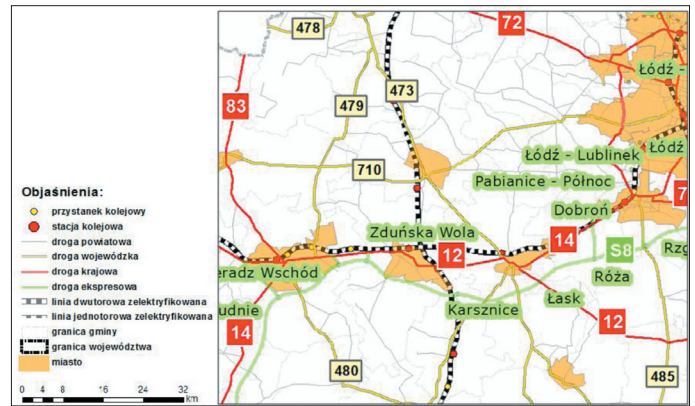 478
72
Łódź -
473
83
479
Łódź - Lublinek
Łódź
710
Pabianice - Północ
Objaśnienia:
7
przystanek kolejowy
Dobroń
stacja kolejowa
Zduńska Wola
droga powiatowa
14
droga wojewódzka
12
S8
Rzg
droga krajowa
eradz Wschód
droga ekspresowa
Róża
linia dwutorowa zelektryfikowana
Łask
linia jednotorowa zelektryfikowana
udnie
Karsznice
granica gminy
14
12
granica województwa
miasto
480
485
0 4 8 16 24 32
km